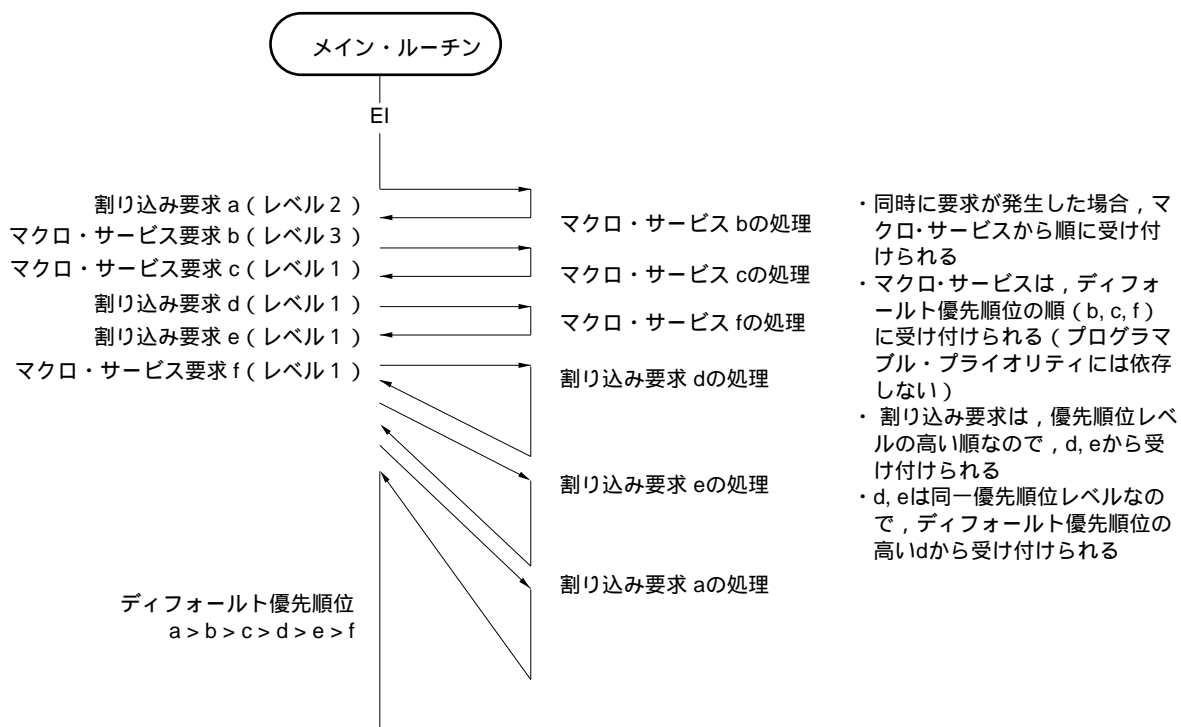 メイン・ルーチン
EI
割り込み要求 a（レベル 2 ）
マクロ・サービス要求 b（レベル 3 ）
マクロ・サービス要求 c（レベル 1 ）
割り込み要求 d（レベル 1 ）
割り込み要求 e（レベル 1 ）
マクロ・サービス要求 f（レベル 1 ）
マクロ・サービス bの処理
マクロ・サービス cの処理
マクロ・サービス fの処理
割り込み要求 dの処理
割り込み要求 eの処理
割り込み要求 aの処理
ディフォールト優先順位
a > b > c > d > e > f
・同時に要求が発生した場合，マ
クロ・サービスから順に受け付
けられる
・マクロ・サービスは，ディフォ
ールト優先順位の順（b, c, f）
に受け付けられる（プログラマ
ブル・プライオリティには依存
しない）
・ 割り込み要求は，優先順位レベ
ルの高い順なので，d, eから受
け付けられる
・d, eは同一優先順位レベルなの
で，ディフォールト優先順位の
高いdから受け付けられる